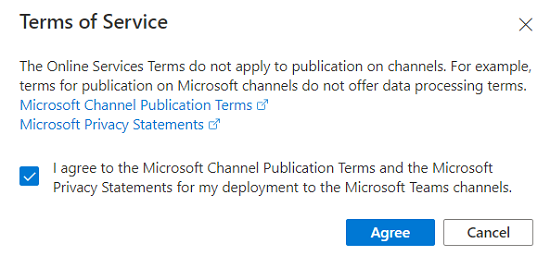 Terms of Service
The Online Services Terms do not apply to publication on channels. For example,
terms for publication on Microsoft channels do not offer data processing terms.
Microsoft Channel Publication Terms
Microsoft Privacy Statements
I agree to the Microsoft Channel Publication Terms and the Microsoft
Privacy Statements for my deployment to the Microsoft Teams channels.
Agree
Cancel